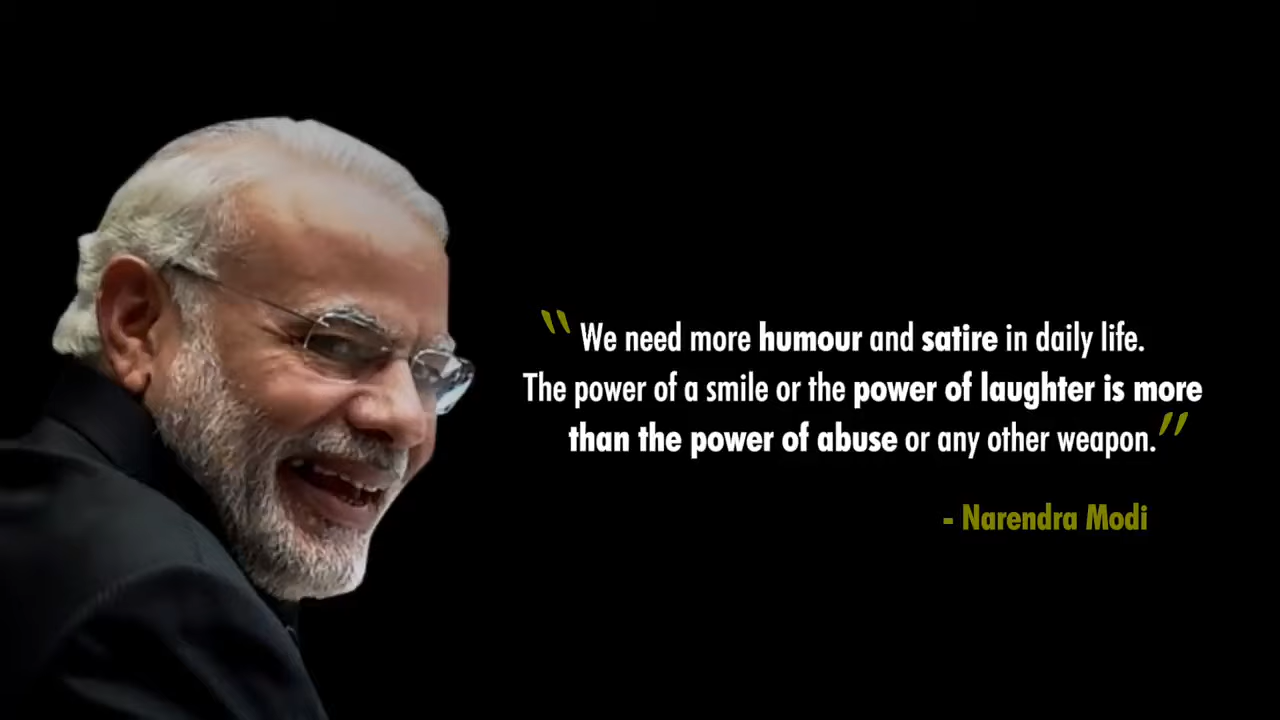 "We need more humour and satire in daily life.
The power of a smile or the power of laughter is more
than the power of abuse or any other weapon."
- Narendra Modi